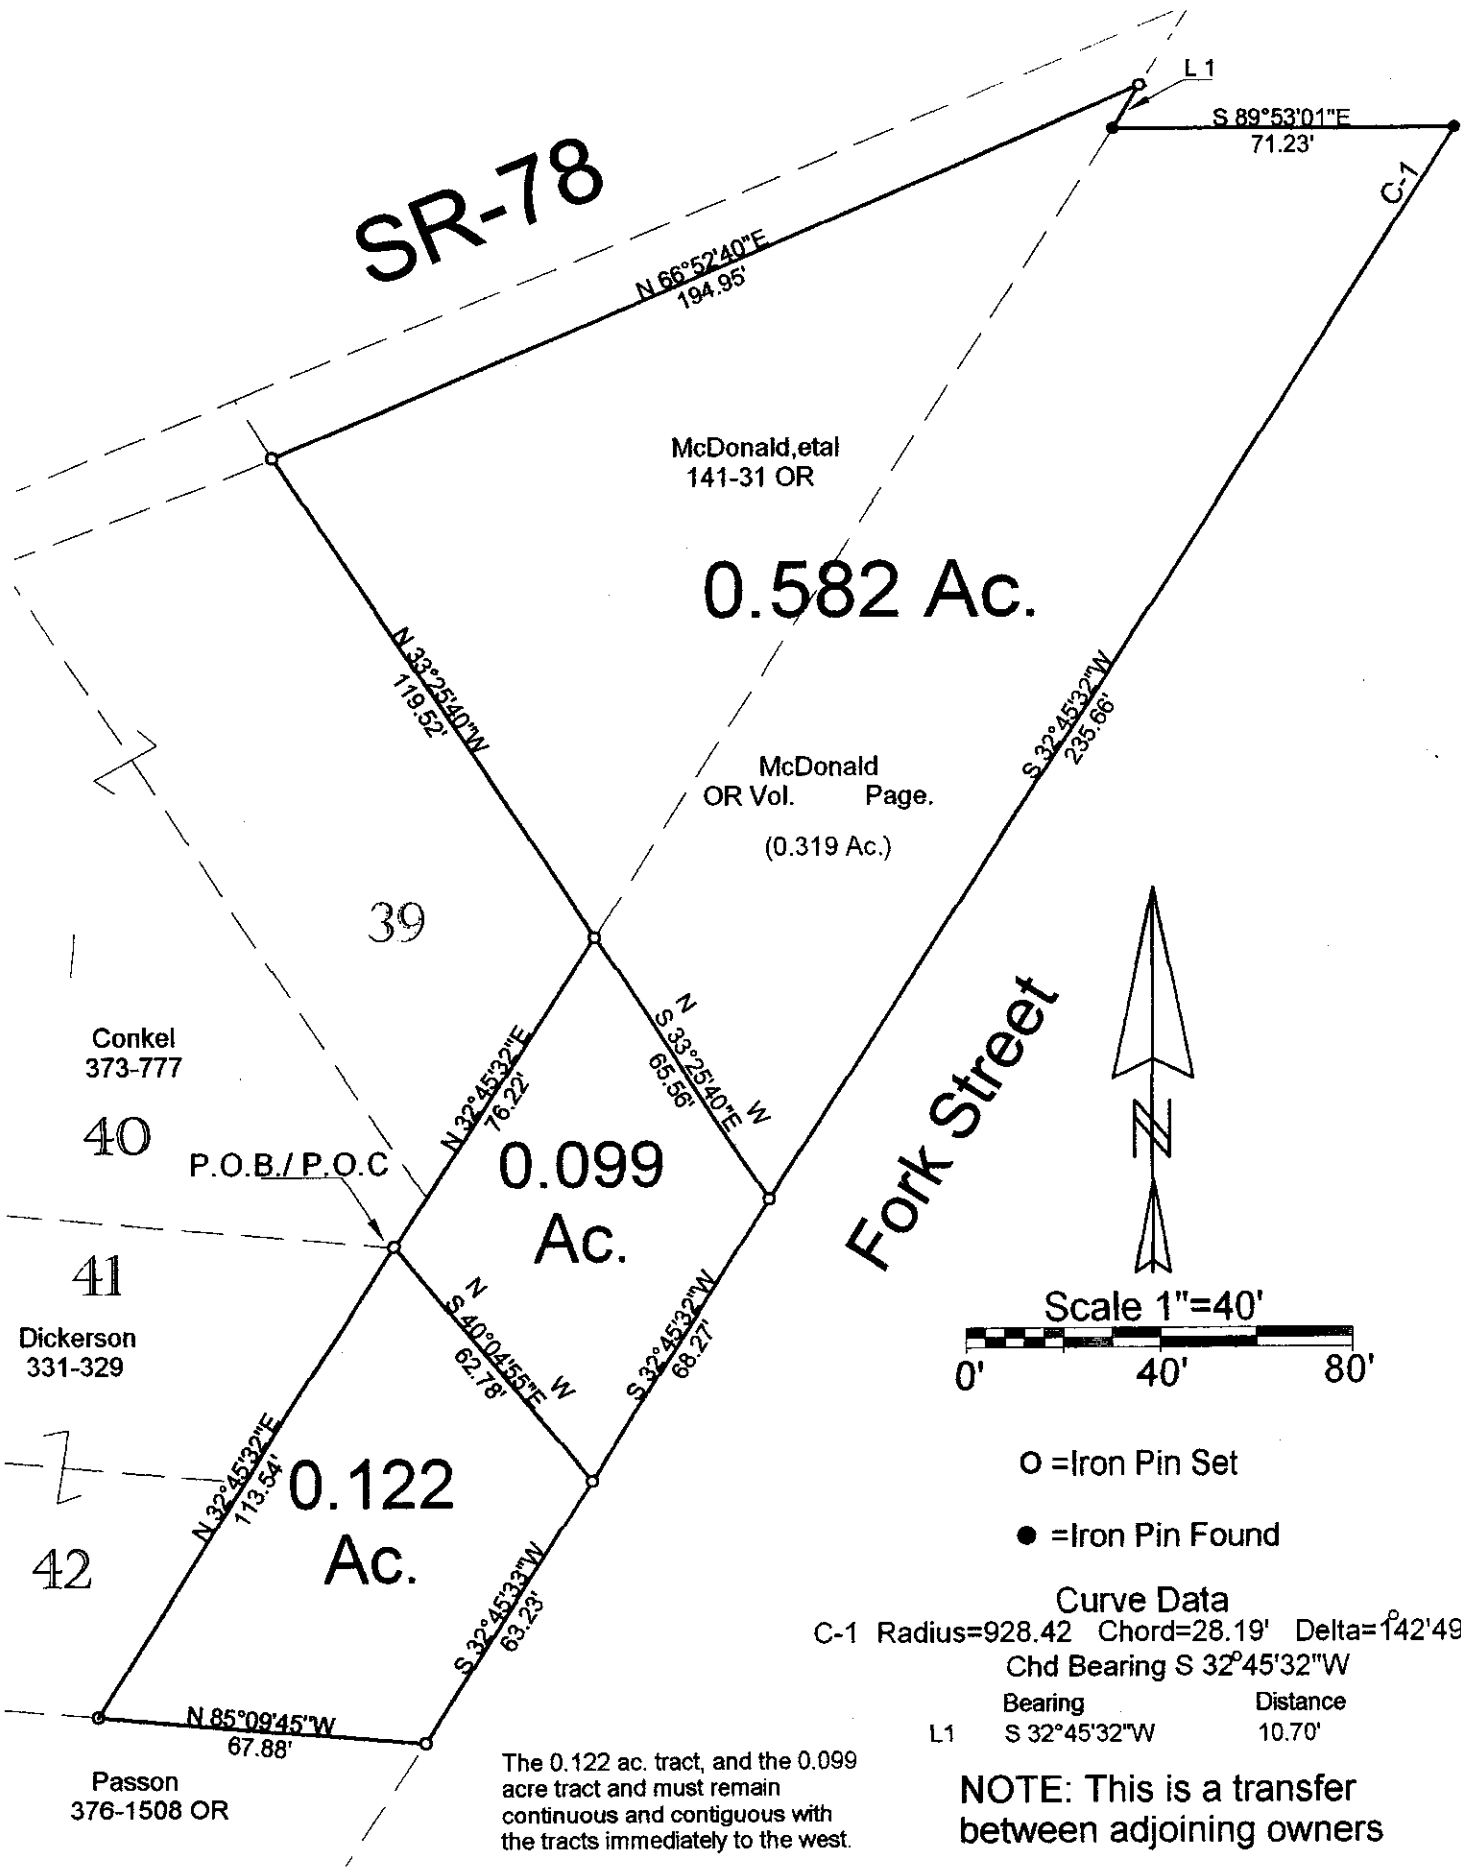 L 1
S 89°53'01"E
71.23'
C-1
SR-78
N 66°52'40"E
194.95'
McDonald,etal
141-31 OR
0.582 Ac.
N 33°25'40"W
119.52'
S 32°45'32"W
235.66'
McDonald
OR Vol. Page.
(0.319 Ac.)
39
N W
S 33°25'40"E
65.56'
Fork Street
Conkel
373-777
40
N 32°45'32"E
76.22'
P.O.B./ P.O.C
0.099
Ac.
N
41
Dickerson
331-329
N W
S 40°04'55"E
62.78'
S 32°45'32"W
68.27'
Scale 1"=40'
0' 40' 80'
N 32°45'32"E
113.54'
0.122
Ac.
42
S 32°45'33"W
63.23'
O =Iron Pin Set
● =Iron Pin Found
Curve Data
C-1 Radius=928.42 Chord=28.19' Delta=1°42'49
Chd Bearing S 32°45'32"W
Bearing Distance
L1 S 32°45'32"W 10.70'
N 85°09'45"W
67.88'
Passon
376-1508 OR
The 0.122 ac. tract, and the 0.099
acre tract and must remain
continuous and contiguous with
the tracts immediately to the west.
NOTE: This is a transfer
between adjoining owners